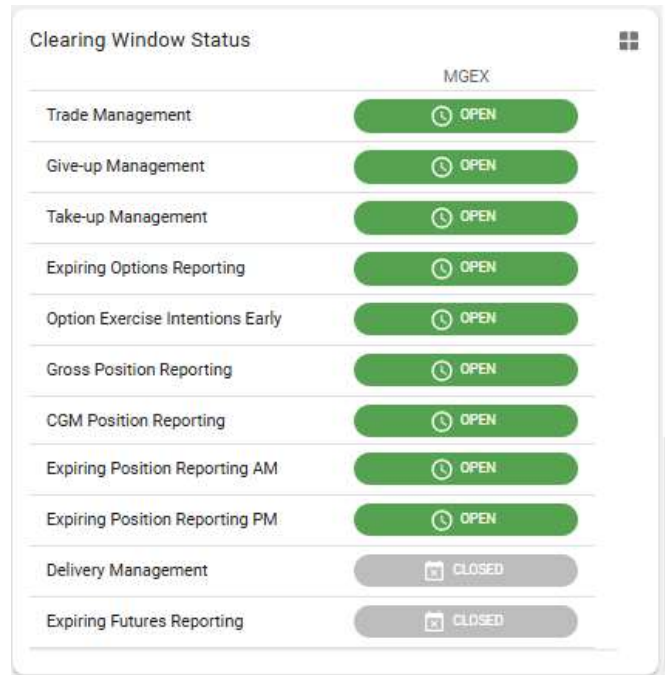 Clearing Window Status
MGEX
Trade Management OPEN
Give-up Management OPEN
Take-up Management OPEN
Expiring Options Reporting OPEN
Option Exercise Intentions Early OPEN
Gross Position Reporting OPEN
CGM Position Reporting OPEN
Expiring Position Reporting AM OPEN
Expiring Position Reporting PM OPEN
Delivery Management CLOSED
Expiring Futures Reporting CLOSED